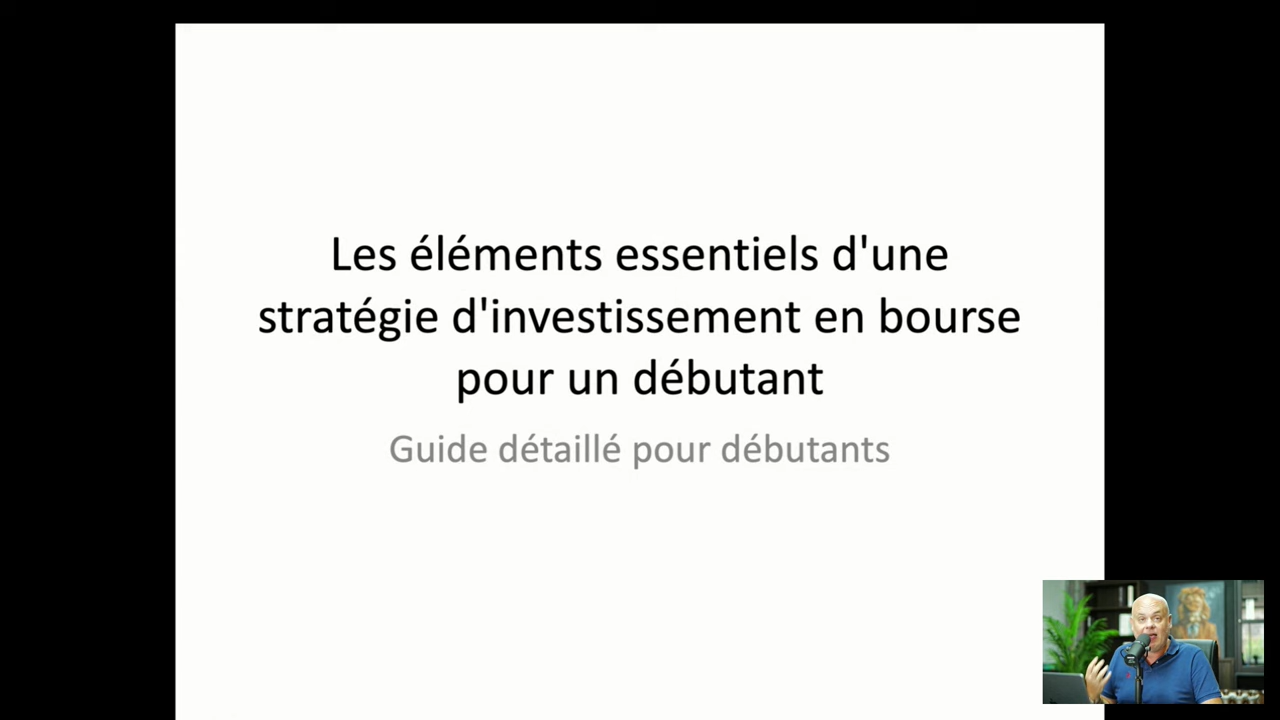 Les éléments essentiels d'une
stratégie d'investissement en bourse
pour un débutant
Guide détaillé pour débutants